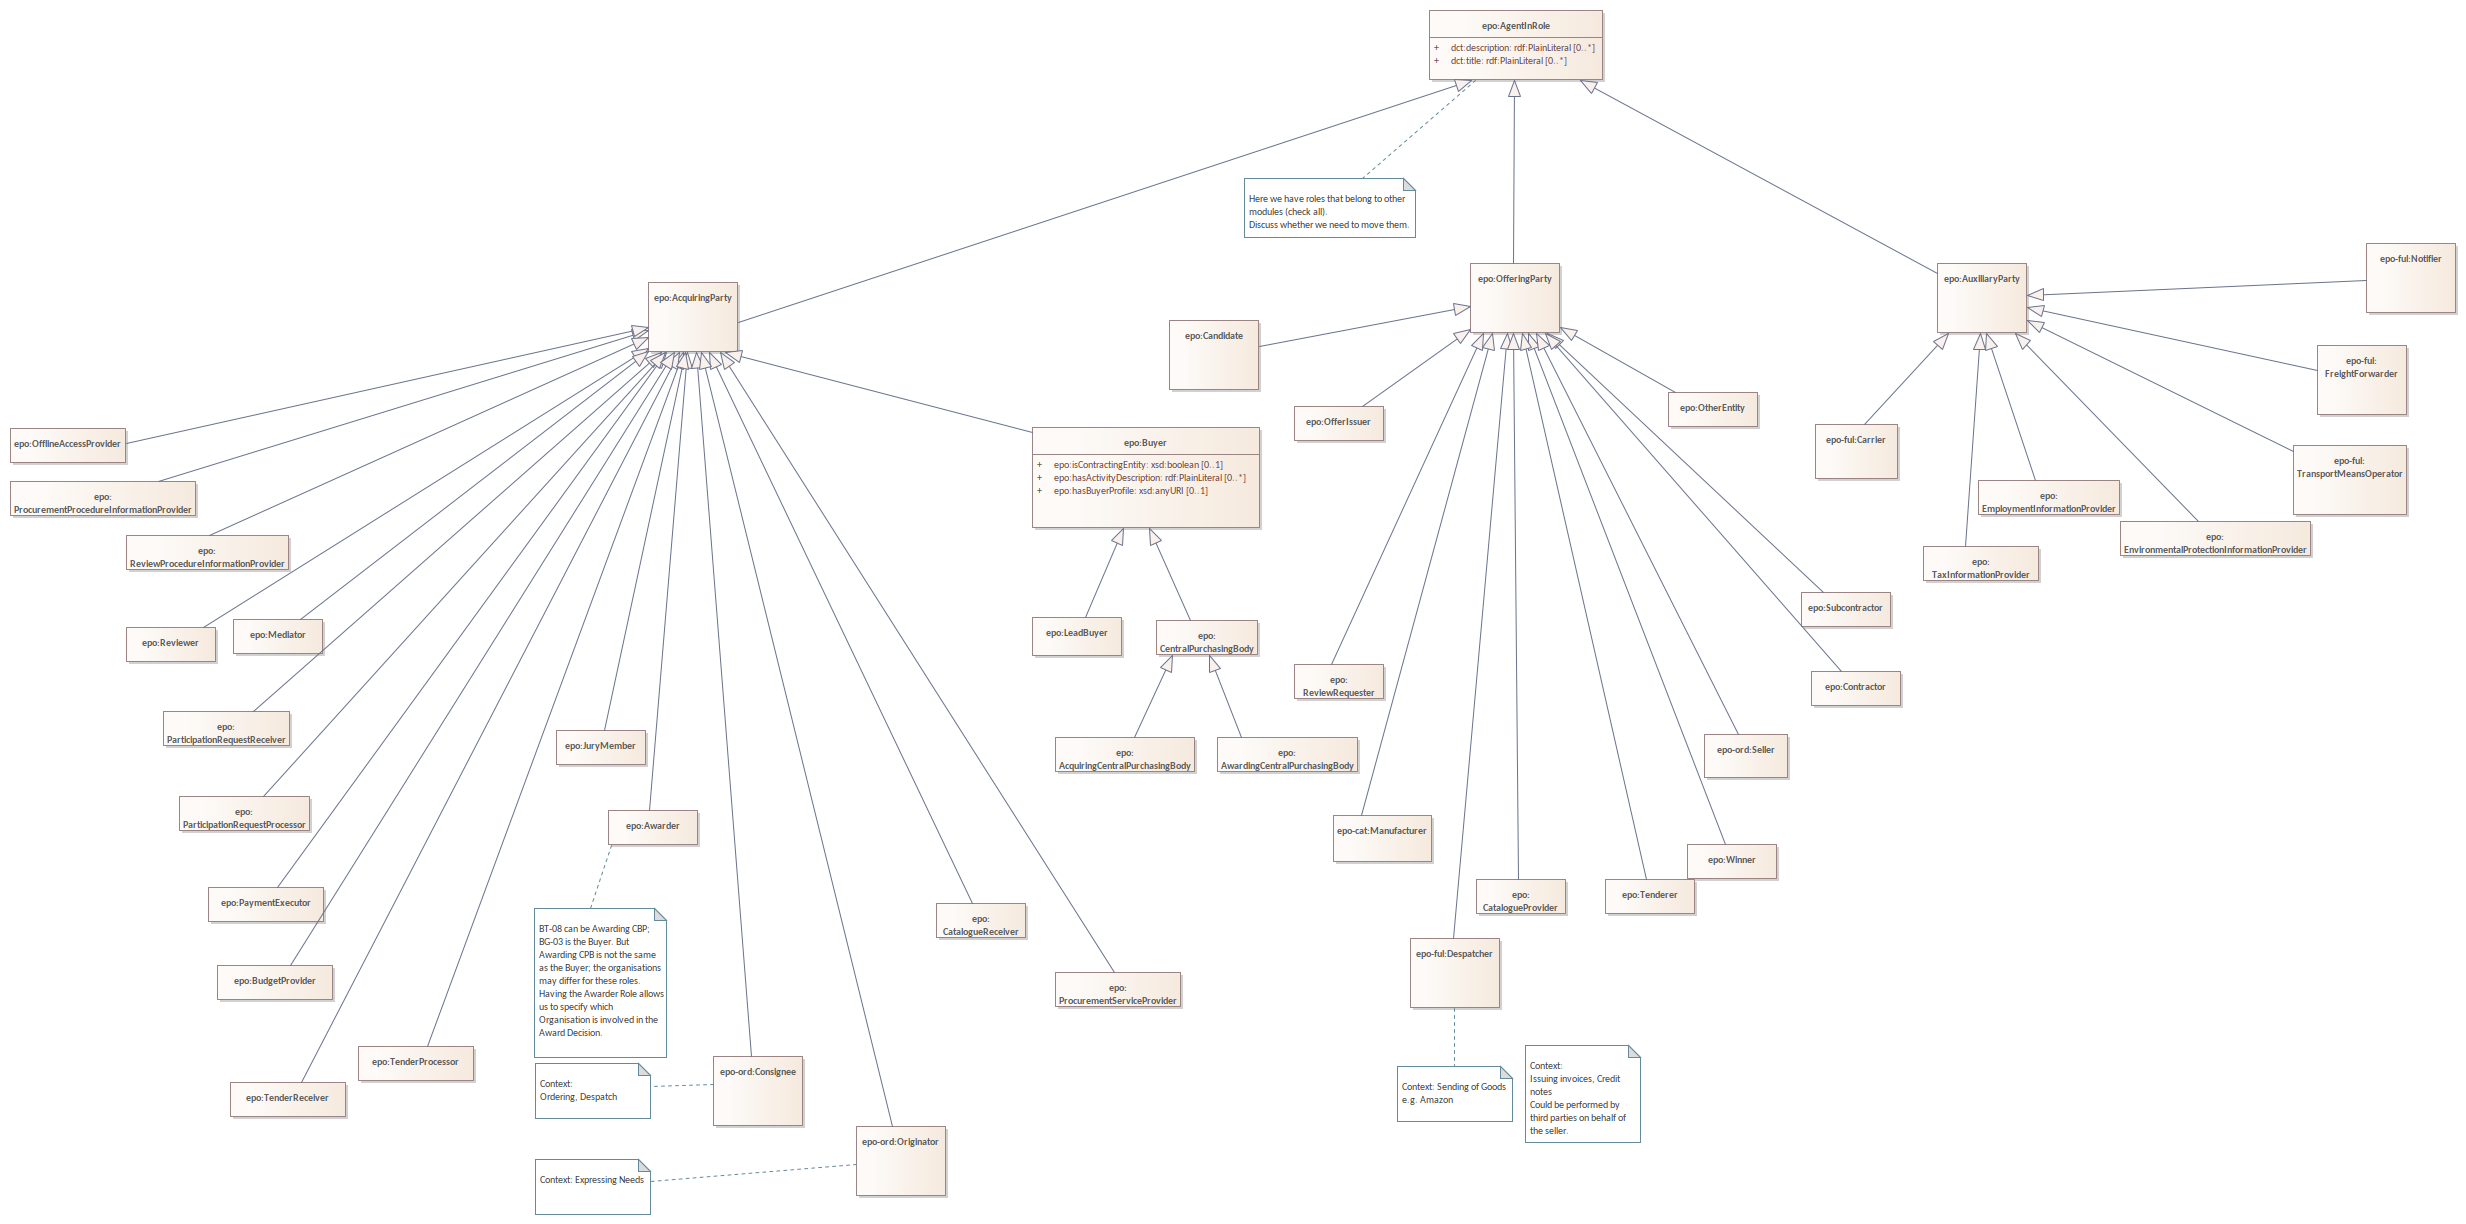 epo:AgentInRole
+ dct:description: rdf:PlainLiteral [0..*]
+ dct:title: rdf:PlainLiteral [0..*]
Here we have roles that belong to other
modules (check all).
Discuss whether we need to move them.
epo:AcquiringParty
epo:OfferingParty
epo:AuxiliaryParty
epo-ful:Notifier
epo:Candidate
epo-ful:
FreightForwarder
epo:OfferIssuer
epo:OtherEntity
epo:OfflineAccessProvider
epo:Buyer
+ epo:isContractingEntity: xsd:boolean [0..1]
+ epo:hasActivityDescription: rdf:PlainLiteral [0..*]
+ epo:hasBuyerProfile: xsd:anyURI [0..1]
epo-ful:Carrier
epo-ful:
TransportMeansOperator
epo:
ProcurementProcedureInformationProvider
epo:
EmploymentInformationProvider
epo:
EnvironmentalProtectionInformationProvider
epo:
ReviewProcedureInformationProvider
epo:
TaxInformationProvider
epo:Reviewer
epo:Mediator
epo:LeadBuyer
epo:
CentralPurchasingBody
epo:Subcontractor
epo:
ReviewRequester
epo:Contractor
epo:
ParticipationRequestReceiver
epo:JuryMember
epo:
AcquiringCentralPurchasingBody
epo:
AwardingCentralPurchasingBody
epo-ord:Seller
epo:
ParticipationRequestProcessor
epo:Awarder
epo-cat:Manufacturer
epo:Winner
epo:PaymentExecutor
epo:
CatalogueReceiver
epo:
CatalogueProvider
epo:Tenderer
BT-08 can be Awarding CBP;
BG-03 is the Buyer. But
Awarding CPB is not the same
as the Buyer; the organisations
may differ for these roles.
Having the Awarder Role allows
us to specify which
Organisation is involved in the
Award Decision.
epo:BudgetProvider
epo:
ProcurementServiceProvider
epo-ful:Despatcher
epo:TenderProcessor
epo:TenderReceiver
Context:
Ordering, Despatch
epo-ord:Consignee
Context: Sending of Goods
e.g. Amazon
Context:
Issuing invoices, Credit
notes
Could be performed by
third parties on behalf of
the seller.
epo-ord:Originator
Context: Expressing Needs